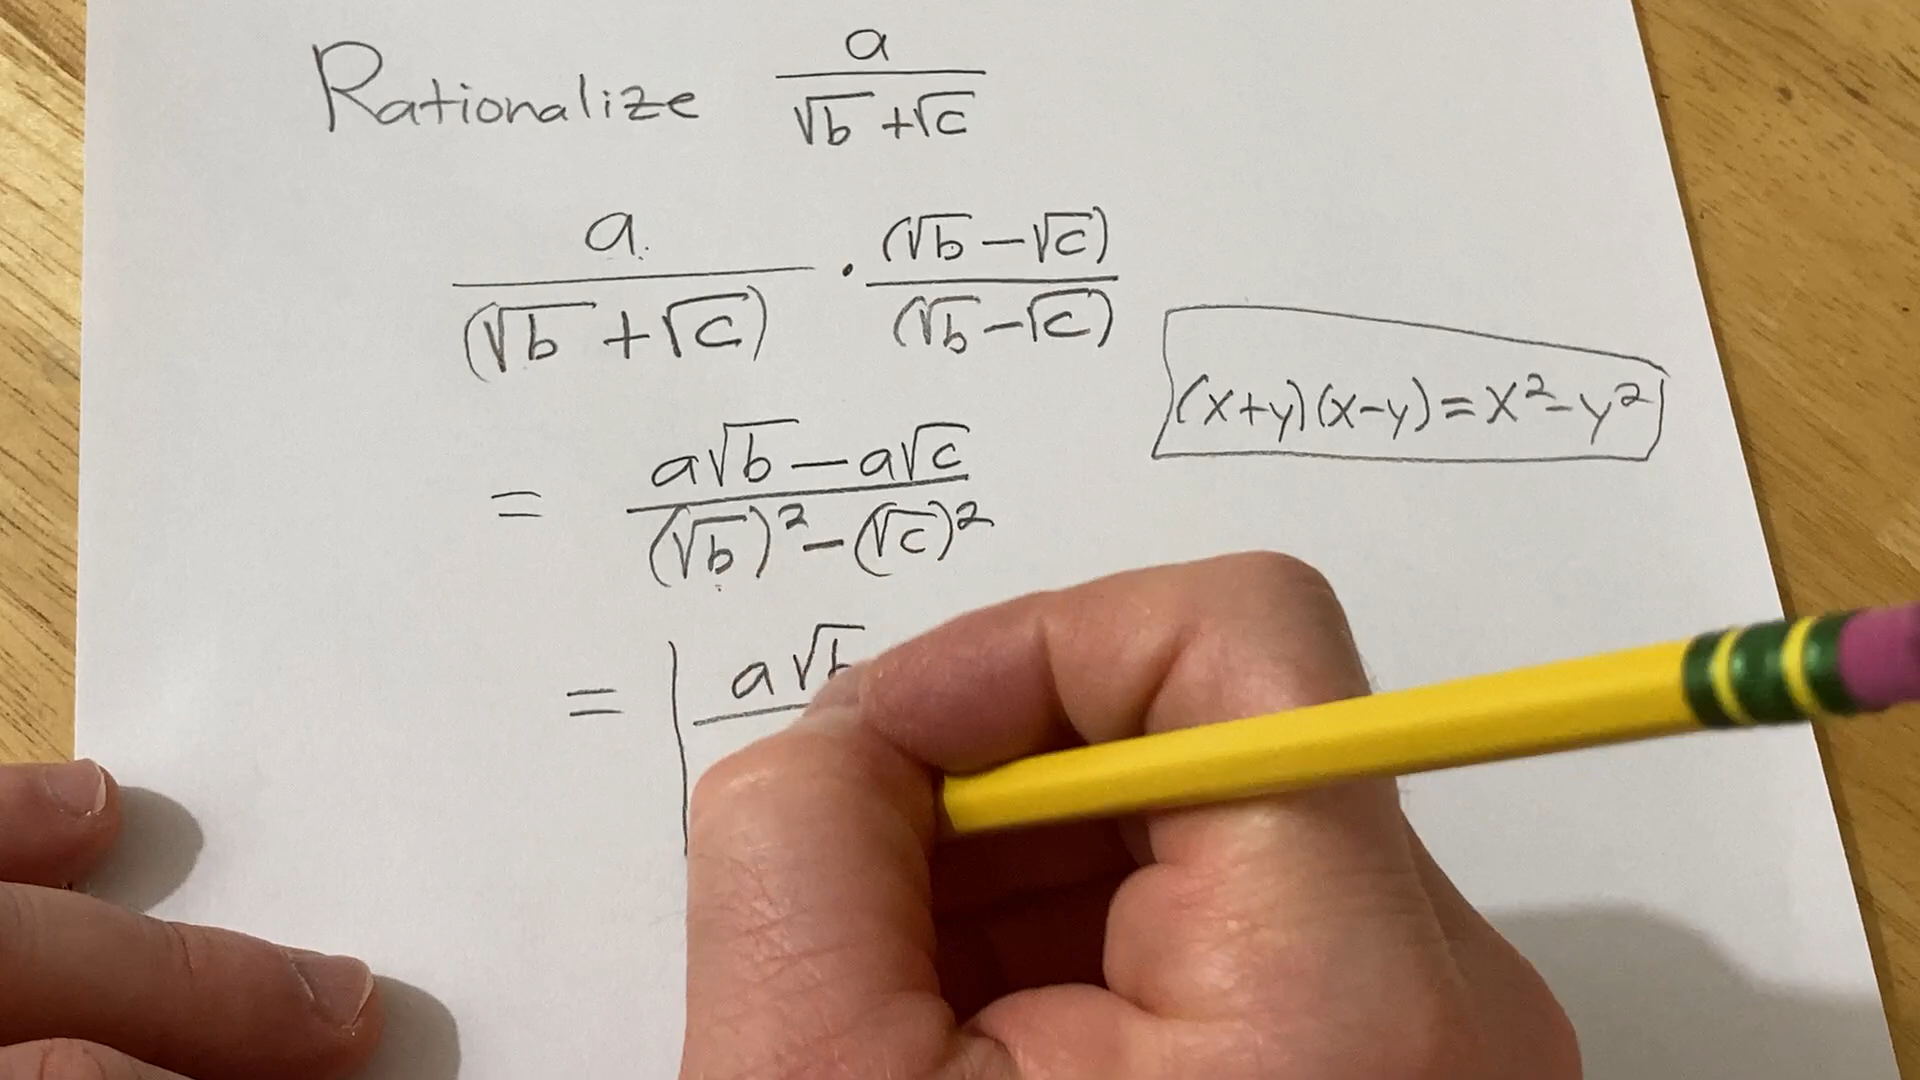 Rationalize a/(√b + √c)
a/(√b + √c) · (√b − √c)/(√b − √c)
(x+y)(x-y) = x² - y²
= (a√b − a√c)/((√b)² − (√c)²)
= a√b